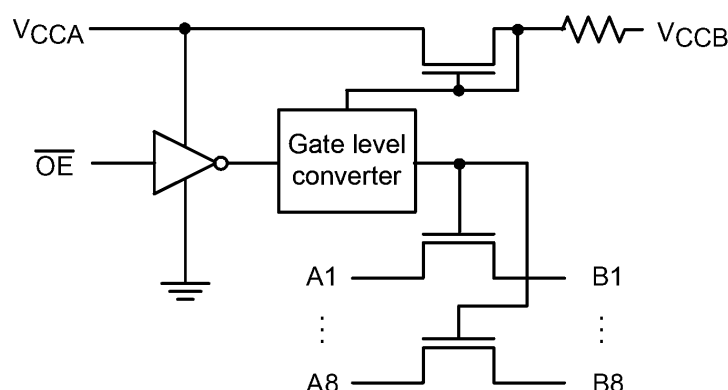 VCCA
VCCB
OE
Gate level
converter
A1
B1
⋮
⋮
A8
B8